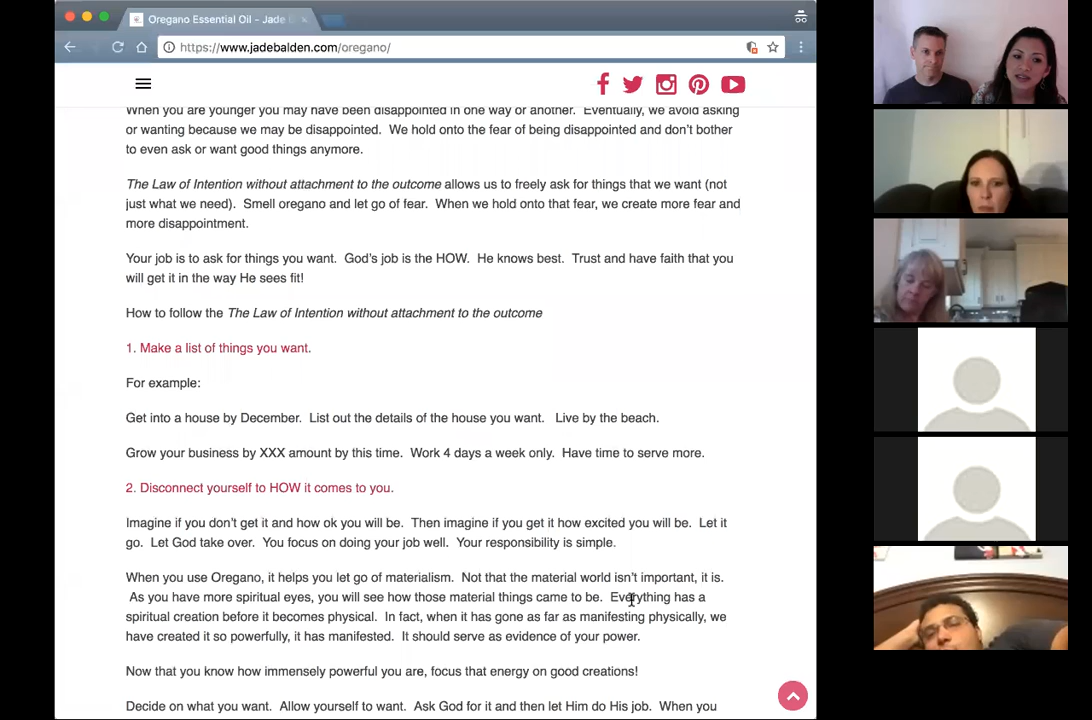 Oregano Essential Oil - Jade
https://www.jadebalden.com/oregano/
When you are younger you may have been disappointed in one way or another. Eventually, we avoid asking
or wanting because we may be disappointed. We hold onto the fear of being disappointed and don't bother
to even ask or want good things anymore.
The Law of Intention without attachment to the outcome allows us to freely ask for things that we want (not
just what we need). Smell oregano and let go of fear. When we hold onto that fear, we create more fear and
more disappointment.
Your job is to ask for things you want. God's job is the HOW. He knows best. Trust and have faith that you
will get it in the way He sees fit!
How to follow the The Law of Intention without attachment to the outcome
1. Make a list of things you want.
For example:
Get into a house by December. List out the details of the house you want. Live by the beach.
Grow your business by XXX amount by this time. Work 4 days a week only. Have time to serve more.
2. Disconnect yourself to HOW it comes to you.
Imagine if you don't get it and how ok you will be. Then imagine if you get it how excited you will be. Let it
go. Let God take over. You focus on doing your job well. Your responsibility is simple.
When you use Oregano, it helps you let go of materialism. Not that the material world isn't important, it is.
As you have more spiritual eyes, you will see how those material things came to be. Everything has a
spiritual creation before it becomes physical. In fact, when it has gone as far as manifesting physically, we
have created it so powerfully, it has manifested. It should serve as evidence of your power.
Now that you know how immensely powerful you are, focus that energy on good creations!
Decide on what you want. Allow yourself to want. Ask God for it and then let Him do His job. When you